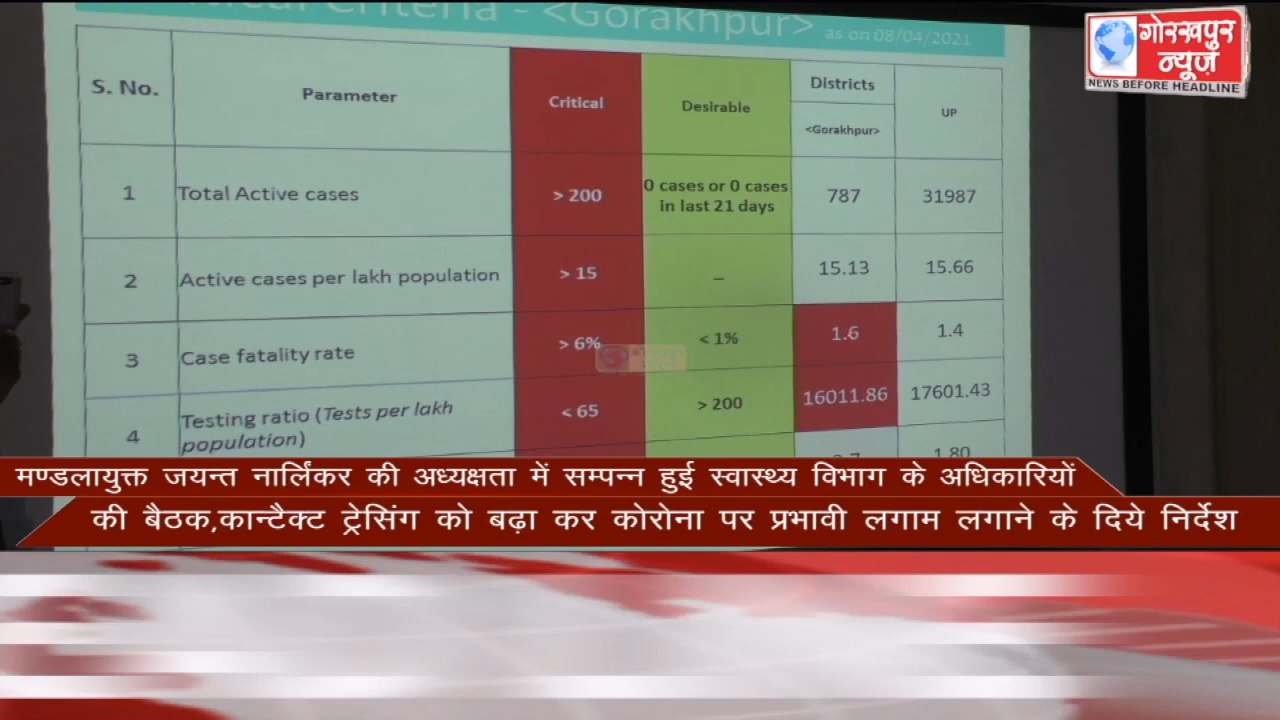 Criteria - <Gorakhpur> as on 08/04/2021
गोरखपुर
न्यूज़
NEWS BEFORE HEADLINE
S. No. Parameter Critical Desirable Districts UP
<Gorakhpur>
1 Total Active cases > 200 0 cases or 0 cases in last 21 days 787 31987
2 Active cases per lakh population > 15 – 15.13 15.66
3 Case fatality rate > 6% < 1% 1.6 1.4
4 Testing ratio (Tests per lakh population) < 65 > 200 16011.86 17601.43
1.80
मण्डलायुक्त जयन्त नार्लिकर की अध्यक्षता में सम्पन्न हुई स्वास्थ्य विभाग के अधिकारियों
की बैठक,कान्टैक्ट ट्रेसिंग को बढ़ा कर कोरोना पर प्रभावी लगाम लगाने के दिये निर्देश